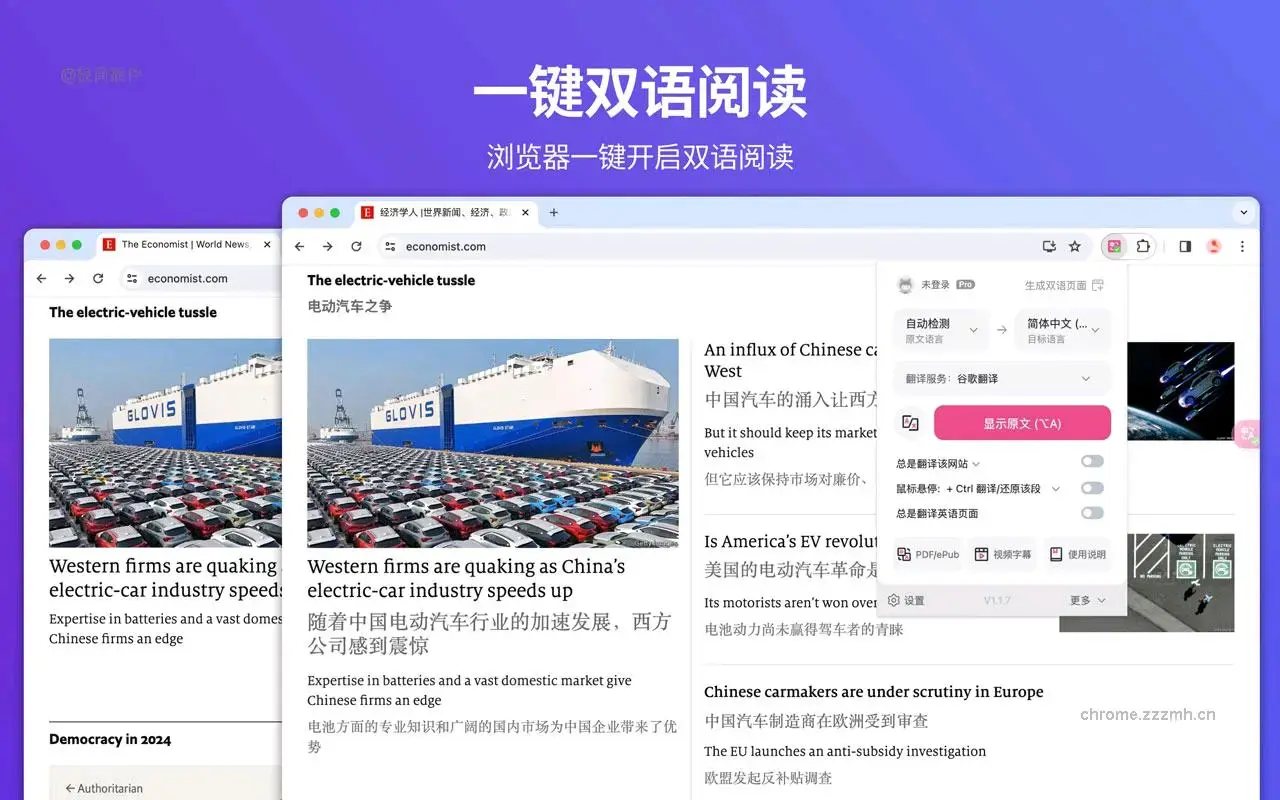 一键双语阅读
浏览器一键开启双语阅读
The Economist | World News,
economist.com
The electric-vehicle tussle
GLOVIS
Western firms are quaking
electric-car industry speeds
Expertise in batteries and a vast domes
Chinese firms an edge
Democracy in 2024
← Authoritarian
经济学人 |世界新闻、经济、政
economist.com
The electric-vehicle tussle
电动汽车之争
GLOVIS
Western firms are quaking as China's
electric-car industry speeds up
随着中国电动汽车行业的加速发展，西方
公司感到震惊
Expertise in batteries and a vast domestic market give
Chinese firms an edge
电池方面的专业知识和广阔的国内市场为中国企业带来了优
势
An influx of Chinese ca
West
中国汽车的涌入让西方
But it should keep its market
vehicles
但它应该保持市场对廉价、
Is America's EV revolut
美国的电动汽车革命是
Its motorists aren't won over
电池动力尚未赢得驾车者的青睐
Chinese carmakers are under scrutiny in Europe
中国汽车制造商在欧洲受到审查
The EU launches an anti-subsidy investigation
欧盟发起反补贴调查
未登录 Pro 生成双语页面
自动检测 → 简体中文 (...
原文语言 目标语言
翻译服务: 谷歌翻译
显示原文 (⌥A)
总是翻译该网站
鼠标悬停: + Ctrl 翻译/还原该段
总是翻译英语页面
PDF/ePub 视频字幕 使用说明
设置 V1.1.7 更多
chrome.zzzmh.cn